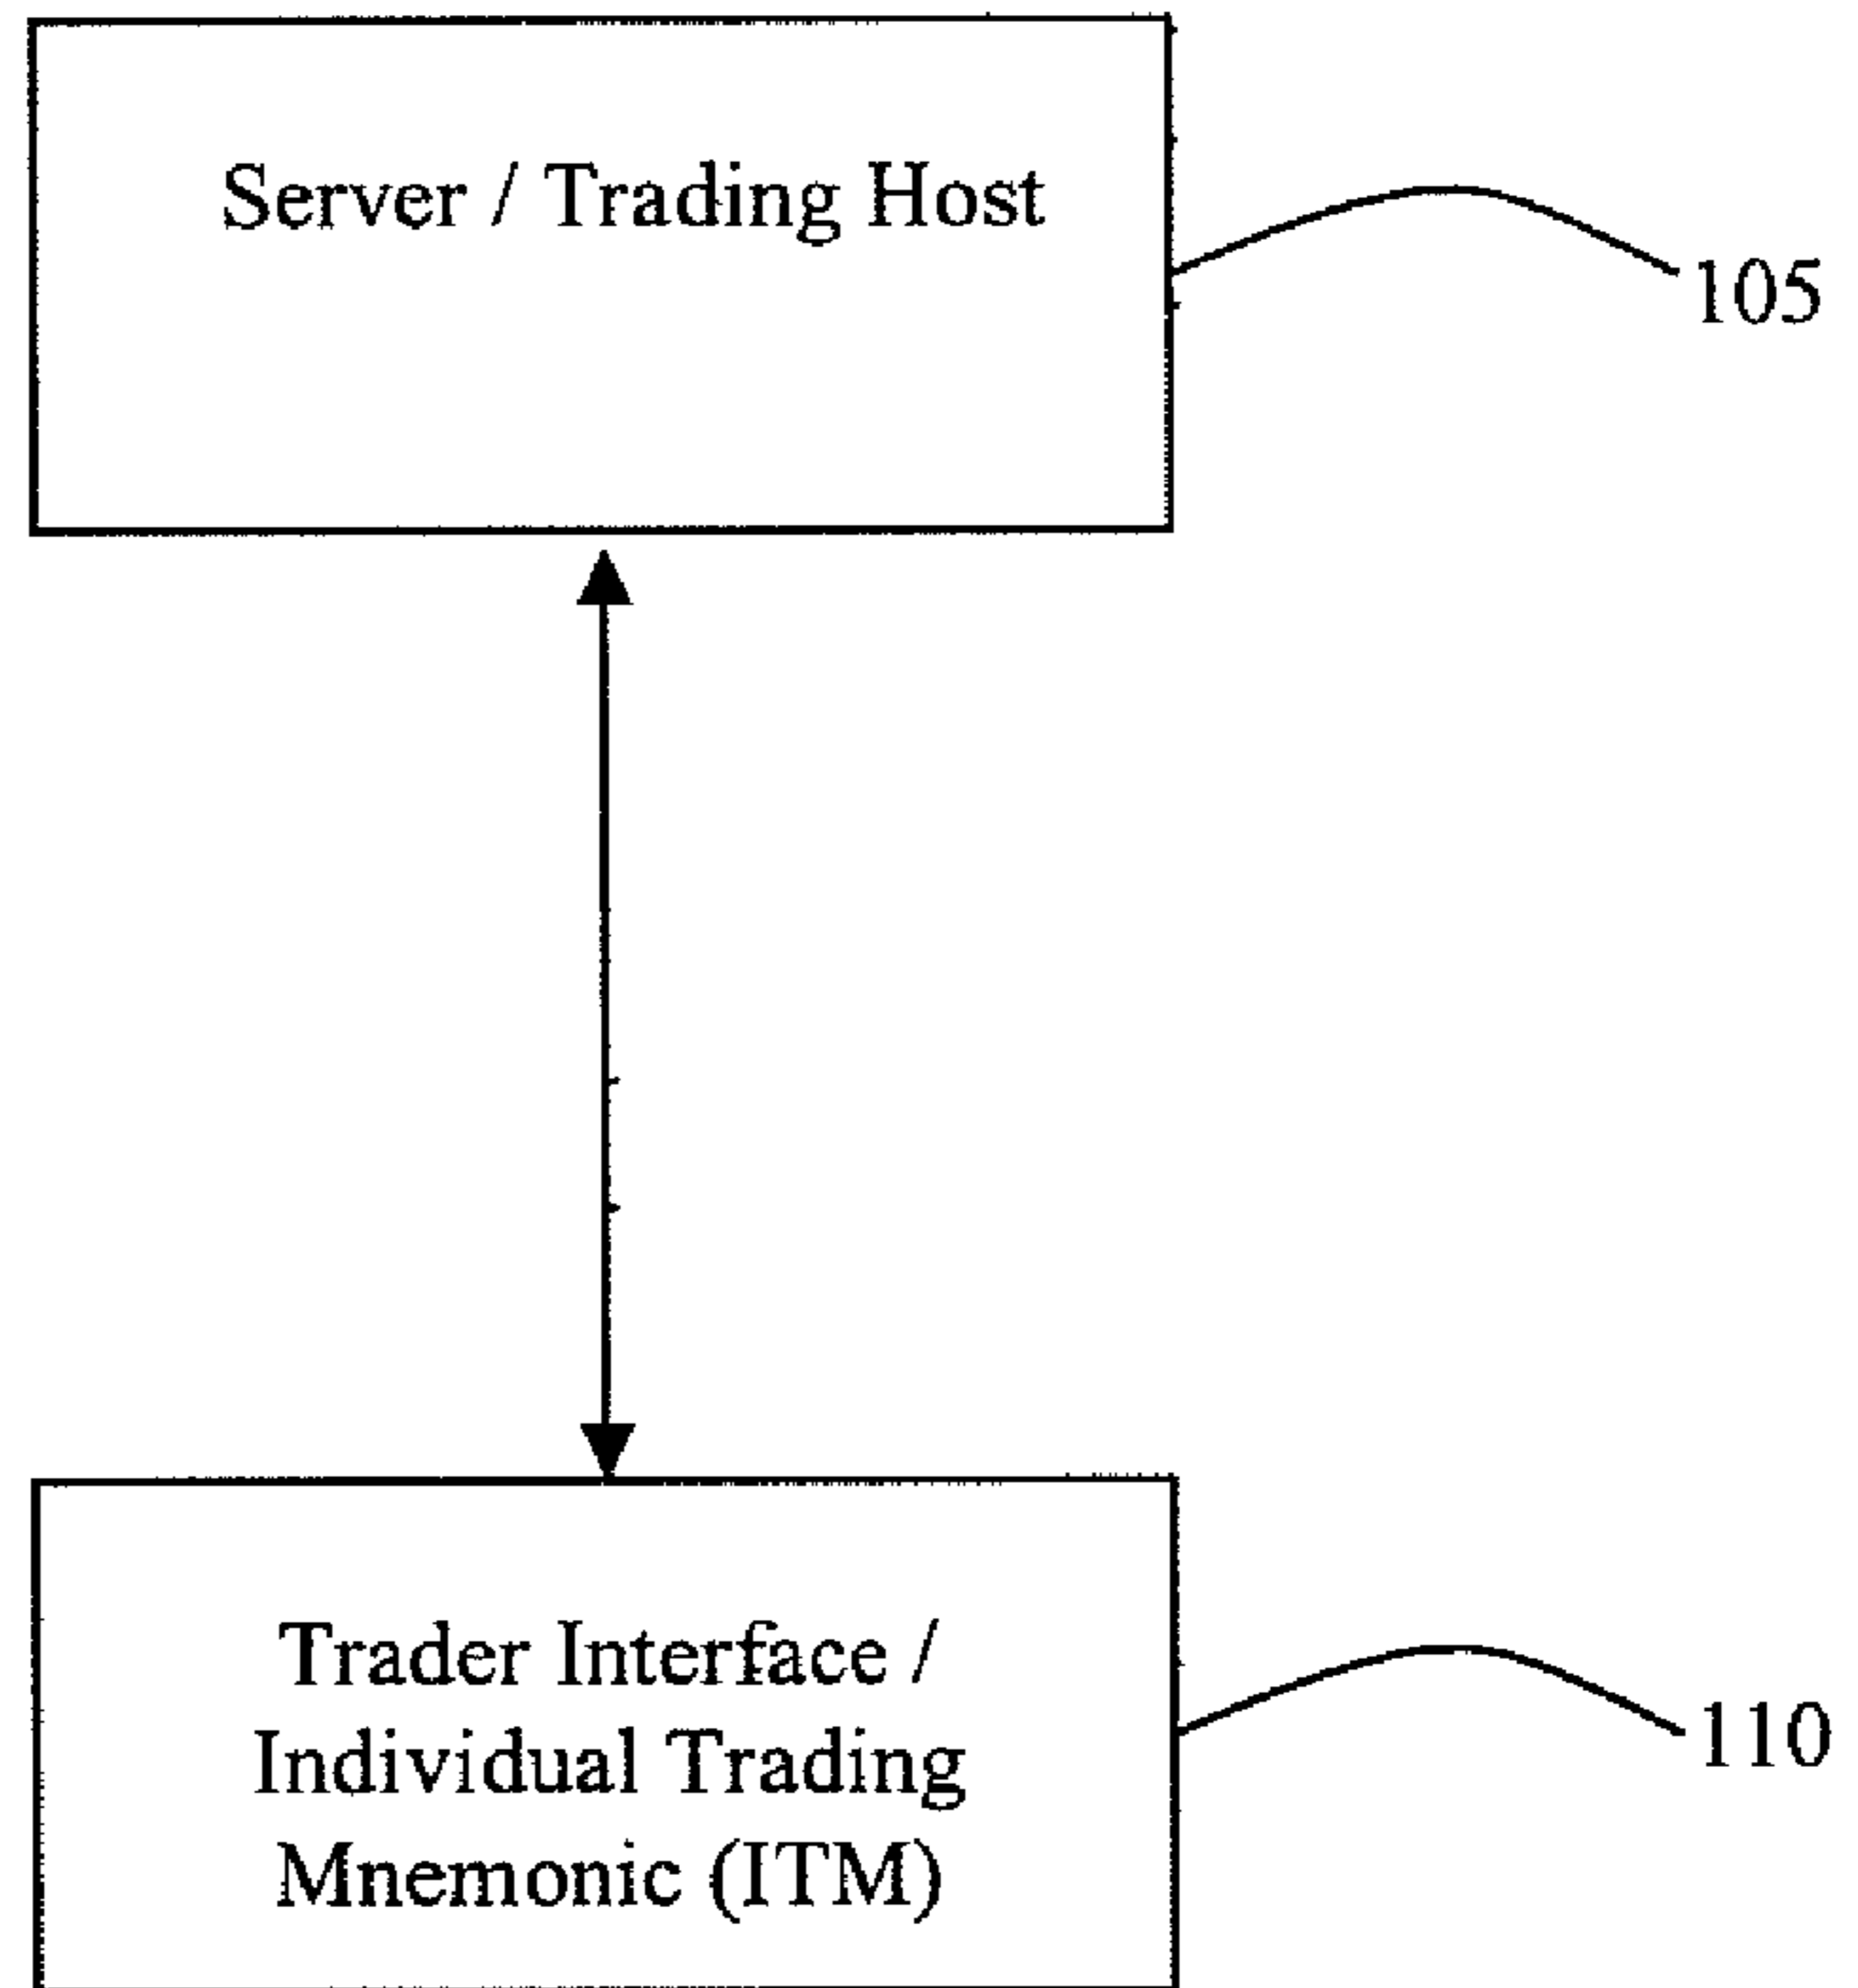 Server / Trading Host
105
Trader Interface /
Individual Trading
Mnemonic (ITM)
110